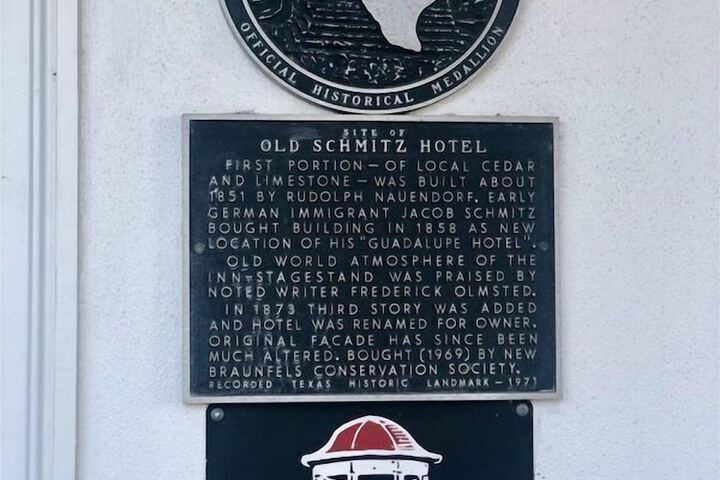 OFFICIAL HISTORICAL MEDALLION
SITE OF
OLD SCHMITZ HOTEL
FIRST PORTION — OF LOCAL CEDAR
AND LIMESTONE — WAS BUILT ABOUT
1851 BY RUDOLPH NAUENDORF. EARLY
GERMAN IMMIGRANT JACOB SCHMITZ
BOUGHT BUILDING IN 1858 AS NEW
LOCATION OF HIS "GUADALUPE HOTEL".
OLD WORLD ATMOSPHERE OF THE
INN-STAGESTAND WAS PRAISED BY
NOTED WRITER FREDERICK OLMSTED.
IN 1873 THIRD STORY WAS ADDED
AND HOTEL WAS RENAMED FOR OWNER.
ORIGINAL FACADE HAS SINCE BEEN
MUCH ALTERED. BOUGHT (1969) BY NEW
BRAUNFELS CONSERVATION SOCIETY.
RECORDED TEXAS HISTORIC LANDMARK — 1971